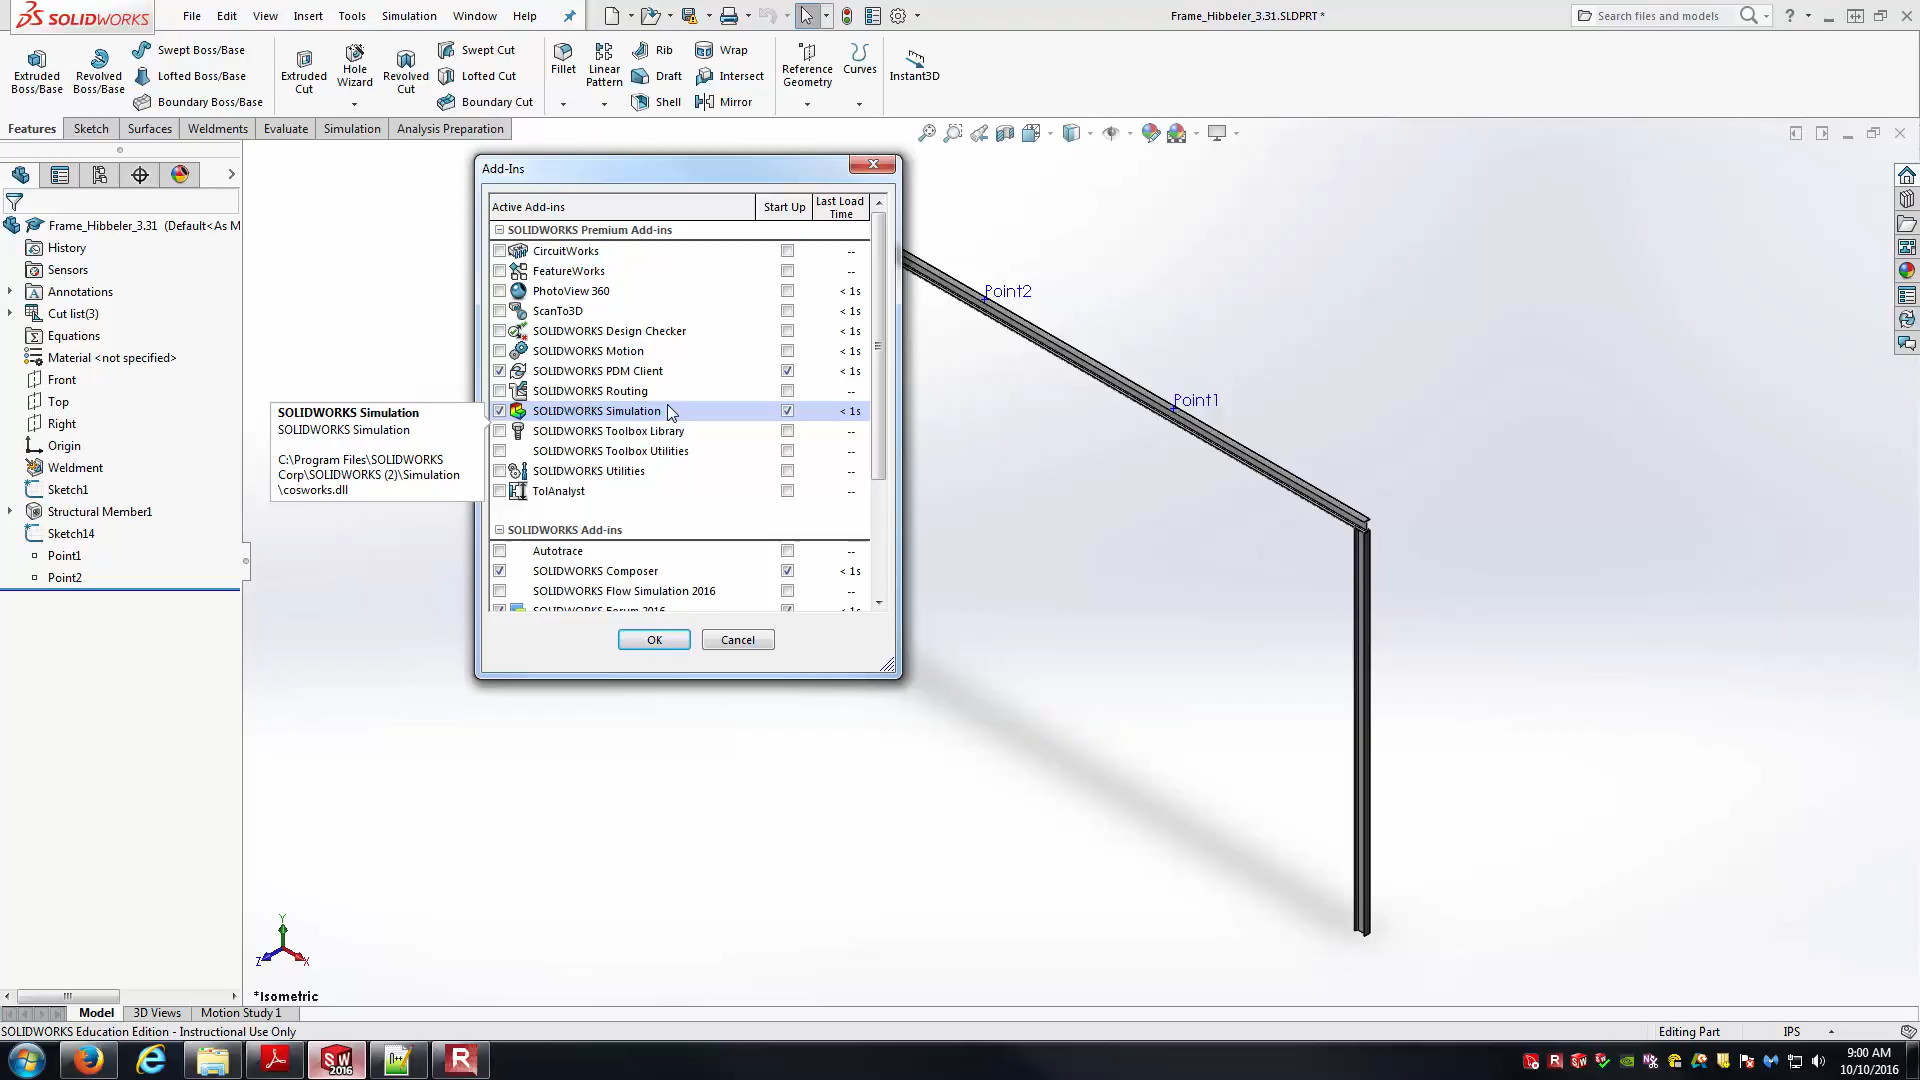 SOLIDWORKS File Edit View Insert Tools Simulation Window Help
Frame_Hibbeler_3.31.SLDPRT *
Search files and models
?
Extruded Boss/Base
Revolved Boss/Base
Swept Boss/Base
Lofted Boss/Base
Boundary Boss/Base
Extruded Cut
Hole Wizard
Revolved Cut
Swept Cut
Lofted Cut
Boundary Cut
Fillet
Linear Pattern
Rib
Draft
Shell
Wrap
Intersect
Mirror
Reference Geometry
Curves
Instant3D
Features Sketch Surfaces Weldments Evaluate Simulation Analysis Preparation
Frame_Hibbeler_3.31 (Default<As M
History
Sensors
Annotations
Cut list(3)
Equations
Material <not specified>
Front
Top
Right
Origin
Weldment
Sketch1
Structural Member1
Sketch14
Point1
Point2
SOLIDWORKS Simulation
SOLIDWORKS Simulation
C:\Program Files\SOLIDWORKS
Corp\SOLIDWORKS (2)\Simulation
\cosworks.dll
Add-Ins
Active Add-ins Start Up Last Load Time
SOLIDWORKS Premium Add-ins
CircuitWorks --
FeatureWorks --
PhotoView 360 < 1s
ScanTo3D < 1s
SOLIDWORKS Design Checker < 1s
SOLIDWORKS Motion < 1s
SOLIDWORKS PDM Client < 1s
SOLIDWORKS Routing --
SOLIDWORKS Simulation < 1s
SOLIDWORKS Toolbox Library --
SOLIDWORKS Toolbox Utilities --
SOLIDWORKS Utilities --
TolAnalyst --
SOLIDWORKS Add-ins
Autotrace --
SOLIDWORKS Composer < 1s
SOLIDWORKS Flow Simulation 2016 --
SOLIDWORKS Forum 2016 < 1s
OK Cancel
Point2
Point1
Y
Z X
*Isometric
Model 3D Views Motion Study 1
SOLIDWORKS Education Edition - Instructional Use Only
Editing Part IPS
SW 2016
R
9:00 AM
10/10/2016